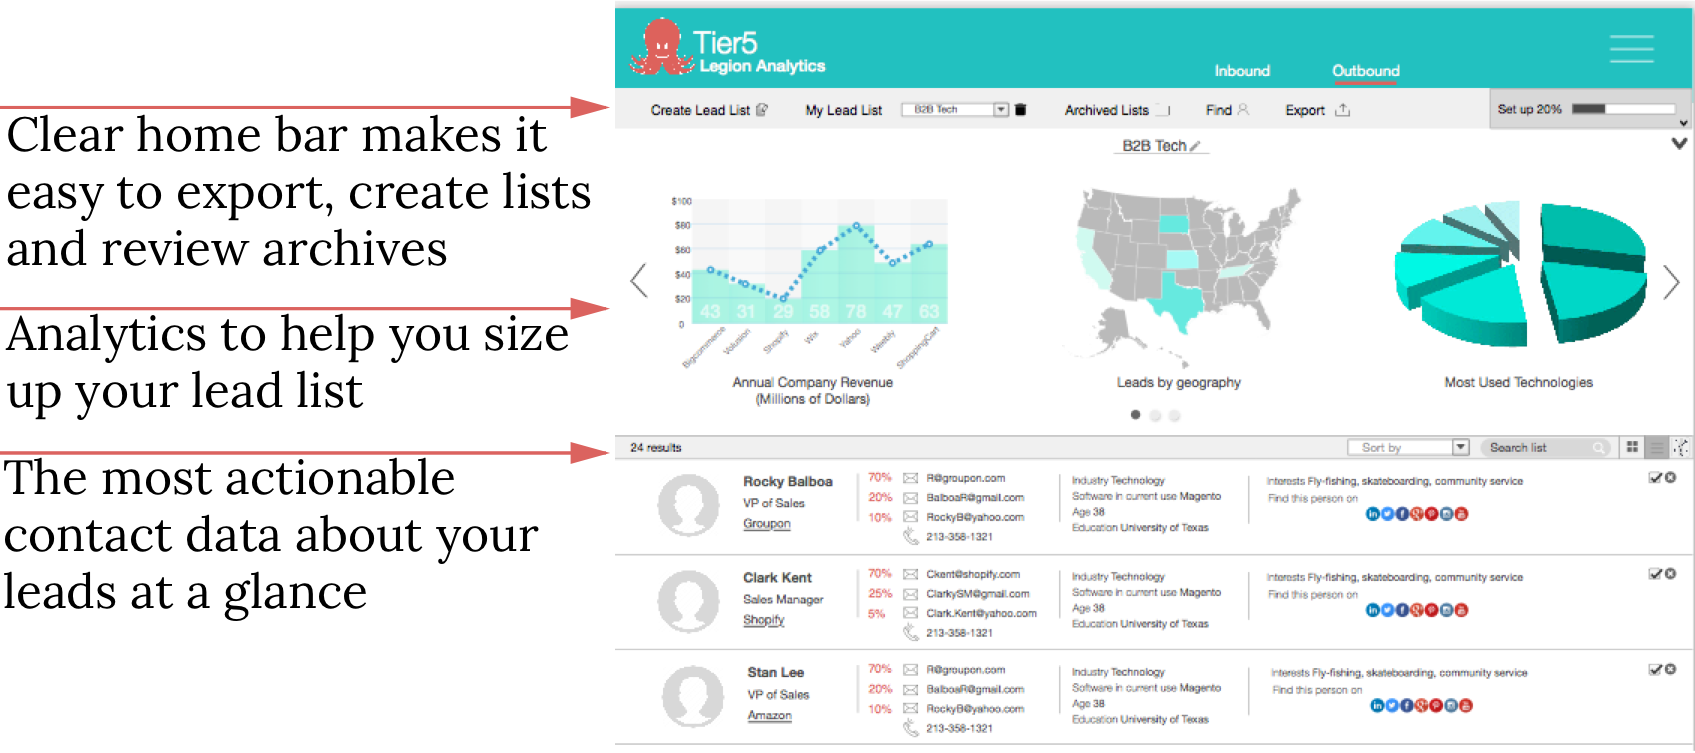 Clear home bar makes it
easy to export, create lists
and review archives
Analytics to help you size
up your lead list
The most actionable
contact data about your
leads at a glance
Tier5
Legion Analytics
Inbound
Outbound
Create Lead List
My Lead List
B2B Tech
Archived Lists
Find
Export
Set up 20%
B2B Tech
$100
$80
$60
$40
$20
0
43 31 29 58 78 47 63
Bigcommerce Volusion Shopify Wix Yahoo Weebly ShoppingCart
Annual Company Revenue
(Millions of Dollars)
Leads by geography
Most Used Technologies
24 results
Sort by
Search list
Rocky Balboa
VP of Sales
Groupon
70% R@groupon.com
20% BalboaR@gmail.com
10% RockyB@yahoo.com
213-358-1321
Industry Technology
Software in current use Magento
Age 38
Education University of Texas
Interests Fly-fishing, skateboarding, community service
Find this person on
Clark Kent
Sales Manager
Shopify
70% Ckent@shopify.com
25% ClarkySM@gmail.com
5% Clark.Kent@yahoo.com
213-358-1321
Industry Technology
Software in current use Magento
Age 38
Education University of Texas
Interests Fly-fishing, skateboarding, community service
Find this person on
Stan Lee
VP of Sales
Amazon
70% R@groupon.com
20% BalboaR@gmail.com
10% RockyB@yahoo.com
213-358-1321
Industry Technology
Software in current use Magento
Age 38
Education University of Texas
Interests Fly-fishing, skateboarding, community service
Find this person on